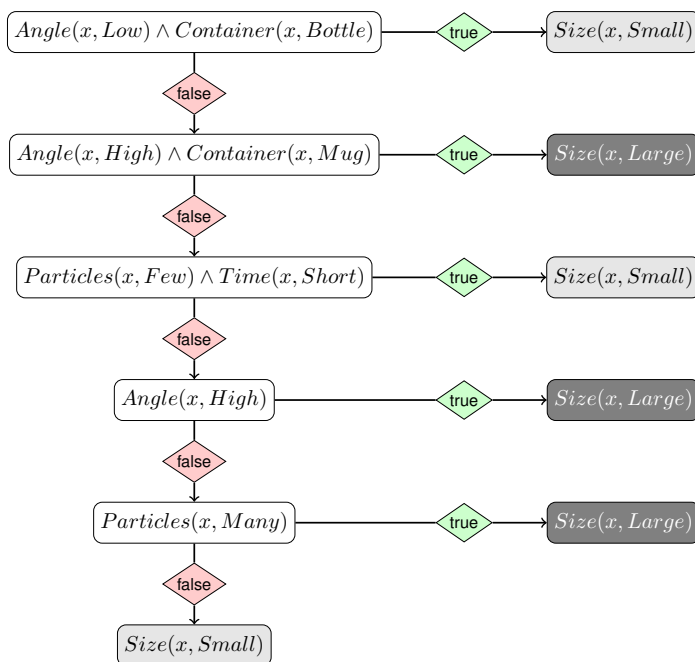 Angle(x, Low) ∧ Container(x, Bottle) true Size(x, Small)
false
Angle(x, High) ∧ Container(x, Mug) true Size(x, Large)
false
Particles(x, Few) ∧ Time(x, Short) true Size(x, Small)
false
Angle(x, High) true Size(x, Large)
false
Particles(x, Many) true Size(x, Large)
false
Size(x, Small)